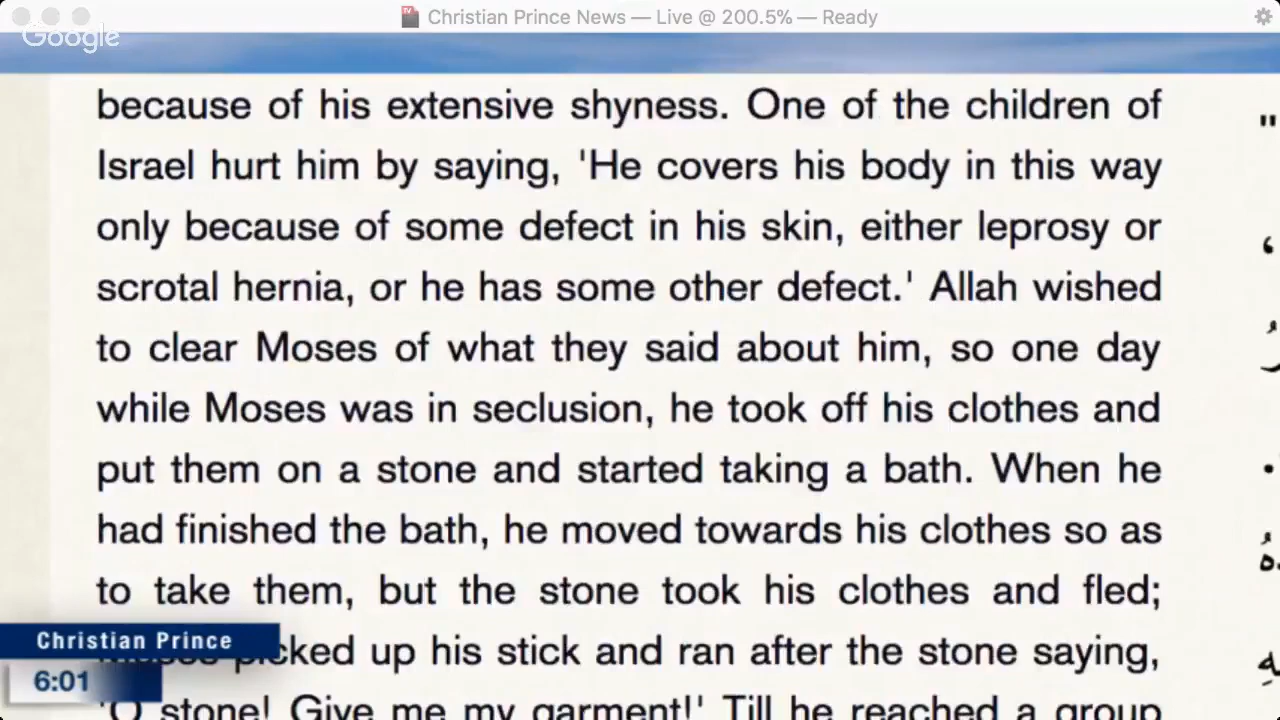 Christian Prince News — Live @ 200.5% — Ready
Google
because of his extensive shyness. One of the children of
Israel hurt him by saying, 'He covers his body in this way
only because of some defect in his skin, either leprosy or
scrotal hernia, or he has some other defect.' Allah wished
to clear Moses of what they said about him, so one day
while Moses was in seclusion, he took off his clothes and
put them on a stone and started taking a bath. When he
had finished the bath, he moved towards his clothes so as
to take them, but the stone took his clothes and fled;
Moses picked up his stick and ran after the stone saying,
'O stone! Give me my garment!' Till he reached a group
Christian Prince
6:01